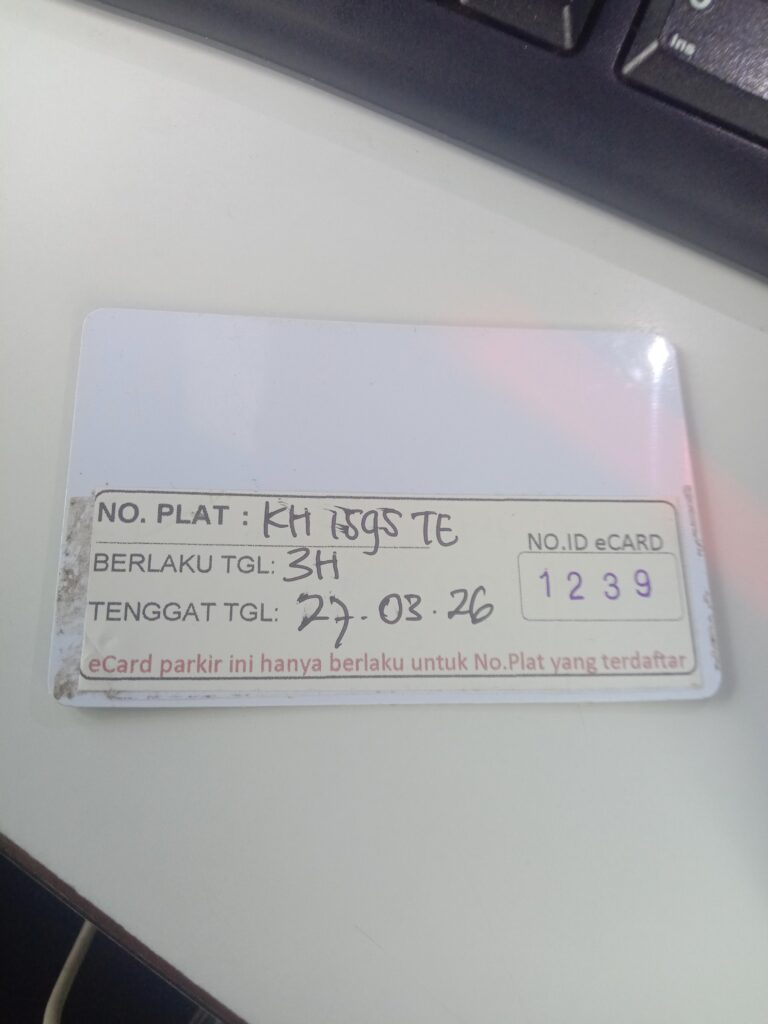 Ins
NO. PLAT : KH 1595 TE
BERLAKU TGL: 3H
TENGGAT TGL: 27.03.26
NO.ID eCARD
1239
eCard parkir ini hanya berlaku untuk No.Plat yang terdaftar